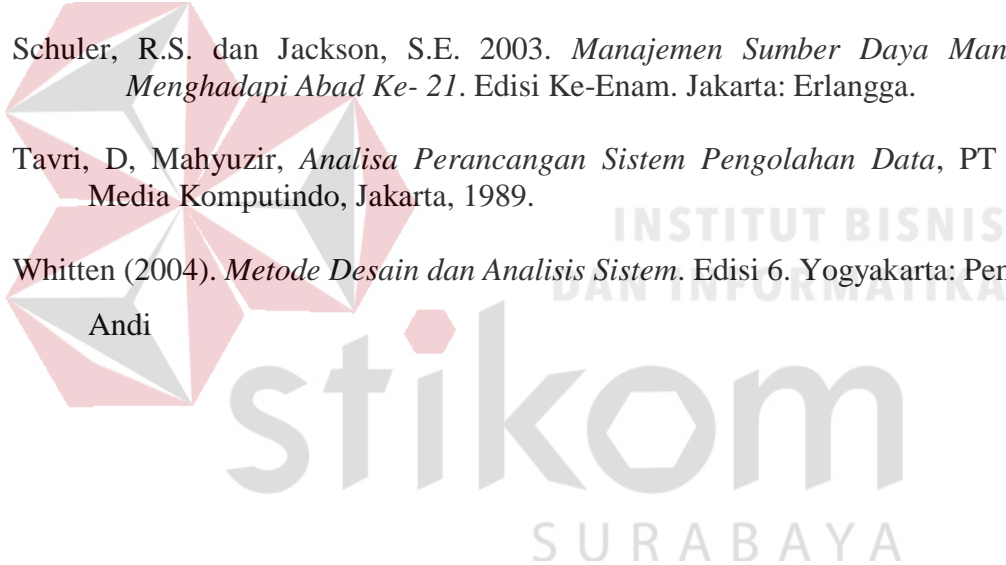 Schuler, R.S. dan Jackson, S.E. 2003. Manajemen Sumber Daya
Menghadapi Abad Ke- 21. Edisi Ke-Enam. Jakarta: Erlangga.
Tavri, D, Mahyuzir, Analisa Perancangan Sistem Pengolahan Data, PT
Media Komputindo, Jakarta, 1989.
INSTITUT BISNIS
Whitten (2004). Metode Desain dan Analisis Sistem. Edisi 6. Yogyakarta:
DAN INFORMATIKA
Andi
stikom
SURABAYA